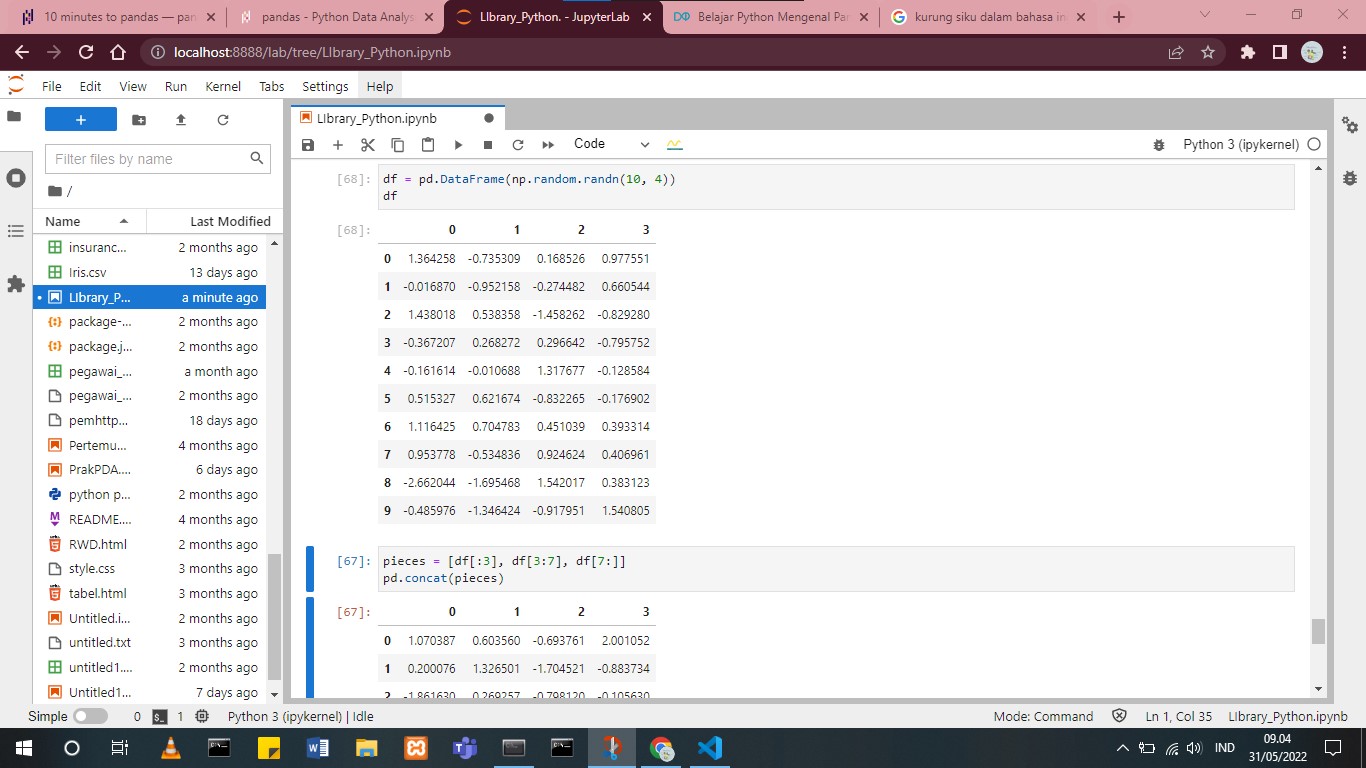 10 minutes to pandas — pan
pandas - Python Data Analys
LIbrary_Python. - JupyterLab
Belajar Python Mengenal Pan
kurung siku dalam bahasa in
localhost:8888/lab/tree/LIbrary_Python.ipynb
File Edit View Run Kernel Tabs Settings Help
LIbrary_Python.ipynb
Filter files by name
Code
Python 3 (ipykernel)
/
Name Last Modified
insuranc... 2 months ago
Iris.csv 13 days ago
LIbrary_P... a minute ago
package-... 2 months ago
package.j... 2 months ago
pegawai_... a month ago
pegawai_... 2 months ago
pemhttp... 18 days ago
Pertemu... 4 months ago
PrakPDA.... 6 days ago
python p... 2 months ago
README.... 4 months ago
RWD.html 2 months ago
style.css 3 months ago
tabel.html 3 months ago
Untitled.i... 2 months ago
untitled.txt 3 months ago
untitled1.... 2 months ago
Untitled1... 7 days ago
[68]: df = pd.DataFrame(np.random.randn(10, 4))
df
[68]: 0 1 2 3
0 1.364258 -0.735309 0.168526 0.977551
1 -0.016870 -0.952158 -0.274482 0.660544
2 1.438018 0.538358 -1.458262 -0.829280
3 -0.367207 0.268272 0.296642 -0.795752
4 -0.161614 -0.010688 1.317677 -0.128584
5 0.515327 0.621674 -0.832265 -0.176902
6 1.116425 0.704783 0.451039 0.393314
7 0.953778 -0.534836 0.924624 0.406961
8 -2.662044 -1.695468 1.542017 0.383123
9 -0.485976 -1.346424 -0.917951 1.540805
[67]: pieces = [df[:3], df[3:7], df[7:]]
pd.concat(pieces)
[67]: 0 1 2 3
0 1.070387 0.603560 -0.693761 2.001052
1 0.200076 1.326501 -1.704521 -0.883734
2 -1.861630 0.269257 -0.798120 -0.105630
Simple 0 1 Python 3 (ipykernel) | Idle
Mode: Command Ln 1, Col 35 LIbrary_Python.ipynb
IND
09.04
31/05/2022